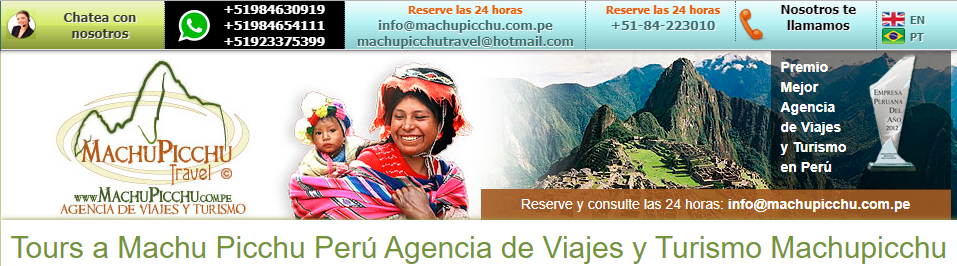 Chatea con
nosotros
+51984630919
+51984654111
+51923375399
Reserve las 24 horas
info@machupicchu.com.pe
machupicchutravel@hotmail.com
Reserve las 24 horas
+51-84-223010
Nosotros te
llamamos
EN
PT
MACHUPICCHU
Travel ©
WWW.MACHUPICCHU.COM.PE
AGENCIA DE VIAJES Y TURISMO
Premio
Mejor
Agencia
de Viajes
y Turismo
en Perú
EMPRESA
PERUANA DEL
AÑO
2012
Reserve y consulte las 24 horas: info@machupicchu.com.pe
Tours a Machu Picchu Perú Agencia de Viajes y Turismo Machupicchu